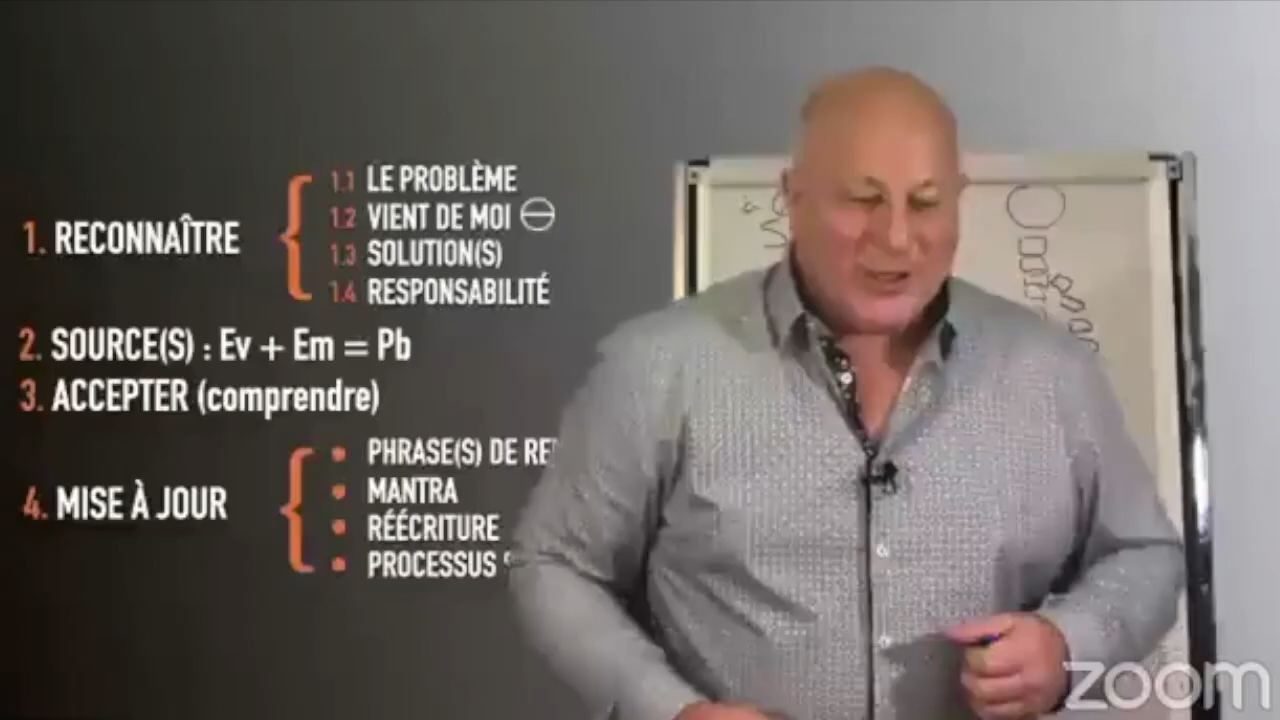 1. RECONNAÎTRE
1.1 LE PROBLÈME
1.2 VIENT DE MOI ⊖
1.3 SOLUTION(S)
1.4 RESPONSABILITÉ
2. SOURCE(S) : Ev + Em = Pb
3. ACCEPTER (comprendre)
4. MISE À JOUR
• PHRASE(S) DE
• MANTRA
• RÉÉCRITURE
• PROCESSUS
zoom